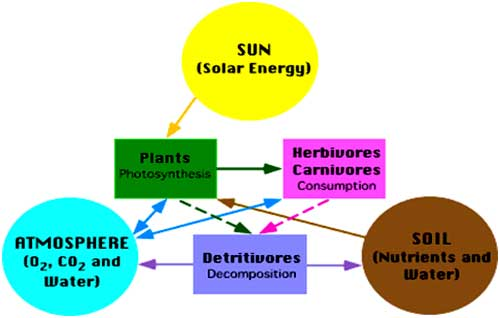 SUN
(Solar Energy)
Plants
Photosynthesis
Herbivores
Carnivores
Consumption
ATMOSPHERE
(O₂, CO₂ and
Water)
Detritivores
Decomposition
SOIL
(Nutrients and
Water)